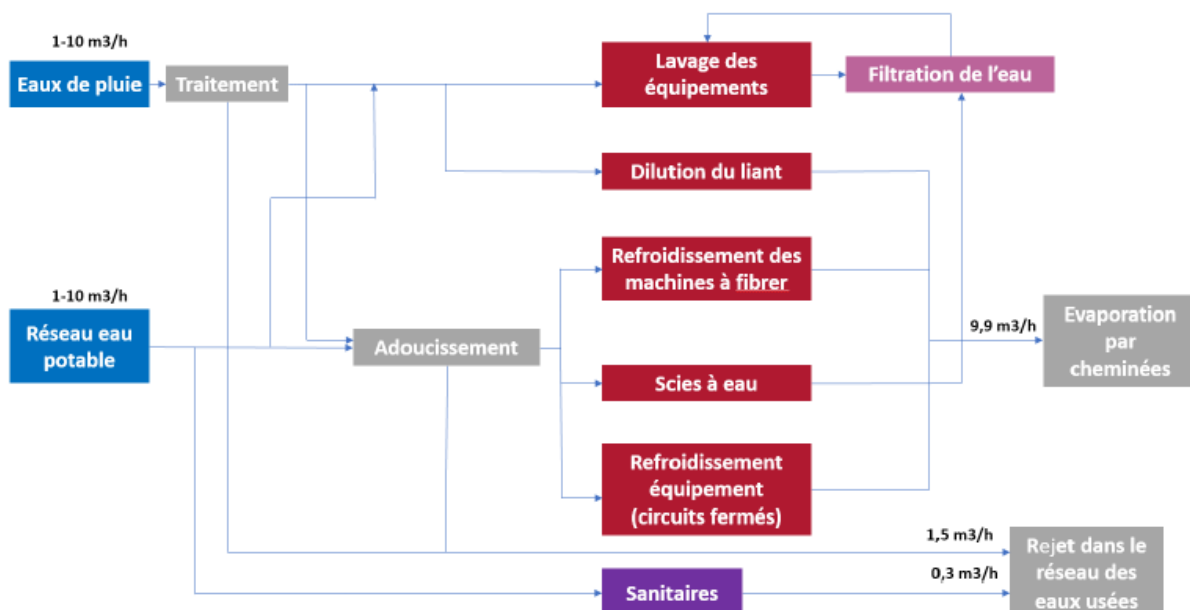 1-10 m3/h
Eaux de pluie
Traitement
Lavage des
équipements
Filtration de l’eau
Dilution du liant
Refroidissement des
machines à fibrer
1-10 m3/h
Réseau eau
potable
Adoucissement
9,9 m3/h
Evaporation
par
cheminées
Scies à eau
Refroidissement
équipement
(circuits fermés)
1,5 m3/h
Rejet dans le
réseau des
eaux usées
0,3 m3/h
Sanitaires